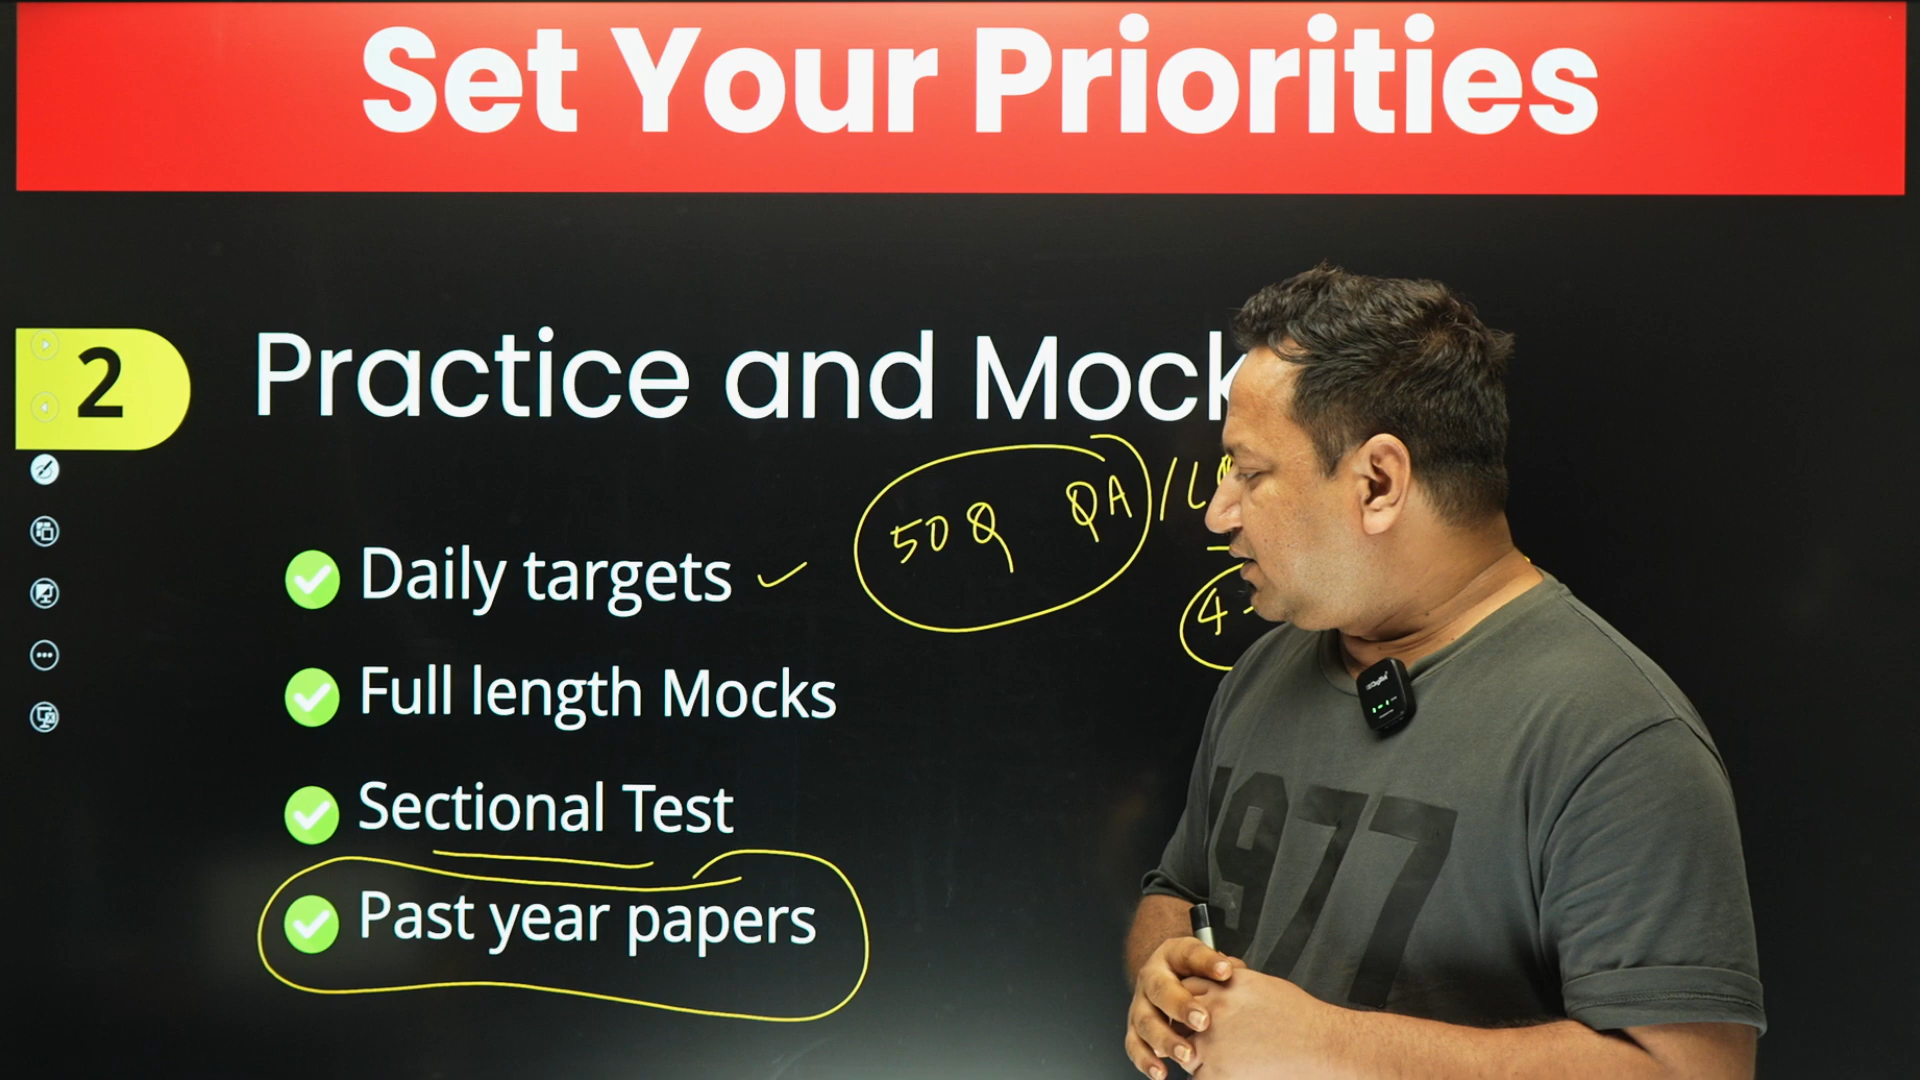 Set Your Priorities
2 Practice and Mock
50 Q QA / L
Daily targets
4
Full length Mocks
Sectional Test
Past year papers
1977